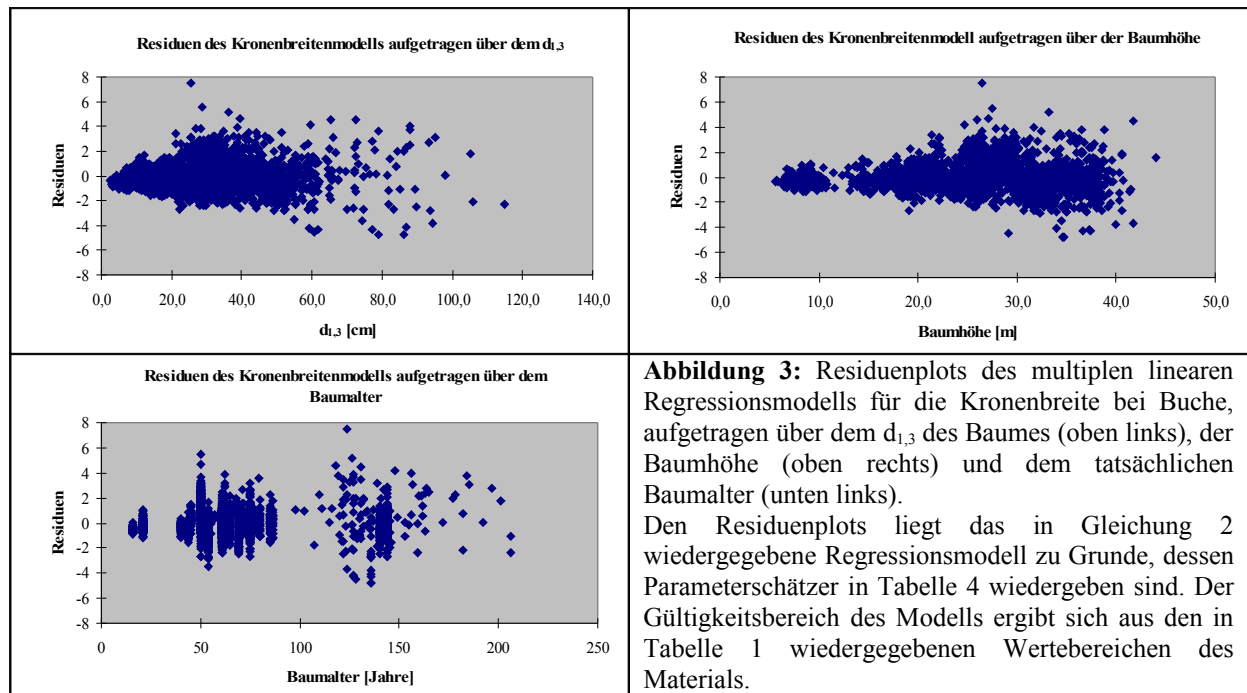 Residuen des Kronenbreitenmodells aufgetragen über dem d1,3
Residuen
8
6
4
2
0
-2
-4
-6
-8
0,0 20,0 40,0 60,0 80,0 100,0 120,0 140,0
d1,3 [cm]
Residuen des Kronenbreitenmodell aufgetragen über der Baumhöhe
Residuen
8
6
4
2
0
-2
-4
-6
-8
0,0 10,0 20,0 30,0 40,0 50,0
Baumhöhe [m]
Residuen des Kronenbreitenmodells aufgetragen über dem
Baumalter
Residuen
8
6
4
2
0
-2
-4
-6
-8
0 50 100 150 200 250
Baumalter [Jahre]
Abbildung 3: Residuenplots des multiplen linearen
Regressionsmodells für die Kronenbreite bei Buche,
aufgetragen über dem d1,3 des Baumes (oben links), der
Baumhöhe (oben rechts) und dem tatsächlichen
Baumalter (unten links).
Den Residuenplots liegt das in Gleichung 2
wiedergegebene Regressionsmodell zu Grunde, dessen
Parameterschätzer in Tabelle 4 wiedergeben sind. Der
Gültigkeitsbereich des Modells ergibt sich aus den in
Tabelle 1 wiedergegebenen Wertebereichen des
Materials.